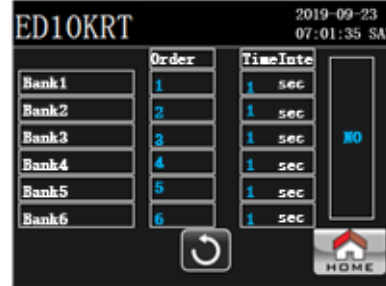 ED10KRT
2019-09-23
07:01:35 SA
Order TimeInte
Bank1 1 1 sec
Bank2 2 1 sec
Bank3 3 1 sec
NO
Bank4 4 1 sec
Bank5 5 1 sec
Bank6 6 1 sec
HOME